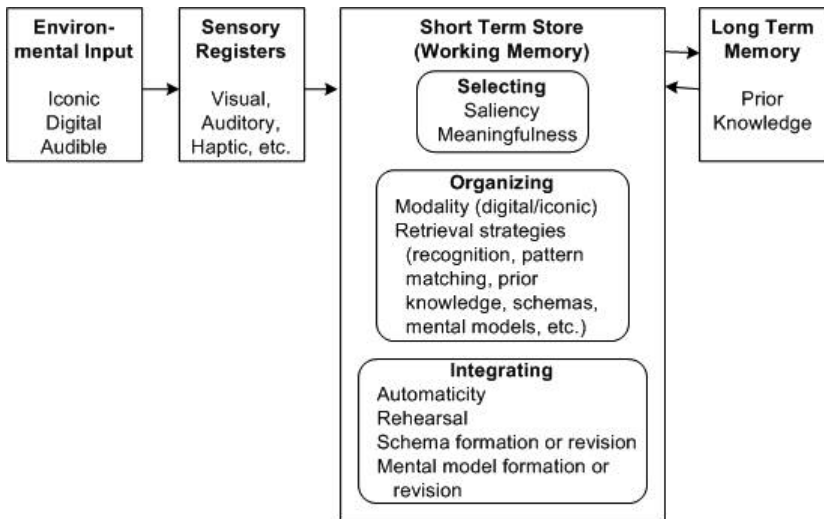 Environ-
mental Input
Iconic
Digital
Audible
Sensory
Registers
Visual,
Auditory,
Haptic, etc.
Short Term Store
(Working Memory)
Selecting
Saliency
Meaningfulness
Organizing
Modality (digital/iconic)
Retrieval strategies
(recognition, pattern
matching, prior
knowledge, schemas,
mental models, etc.)
Integrating
Automaticity
Rehearsal
Schema formation or revision
Mental model formation or
revision
Long Term
Memory
Prior
Knowledge